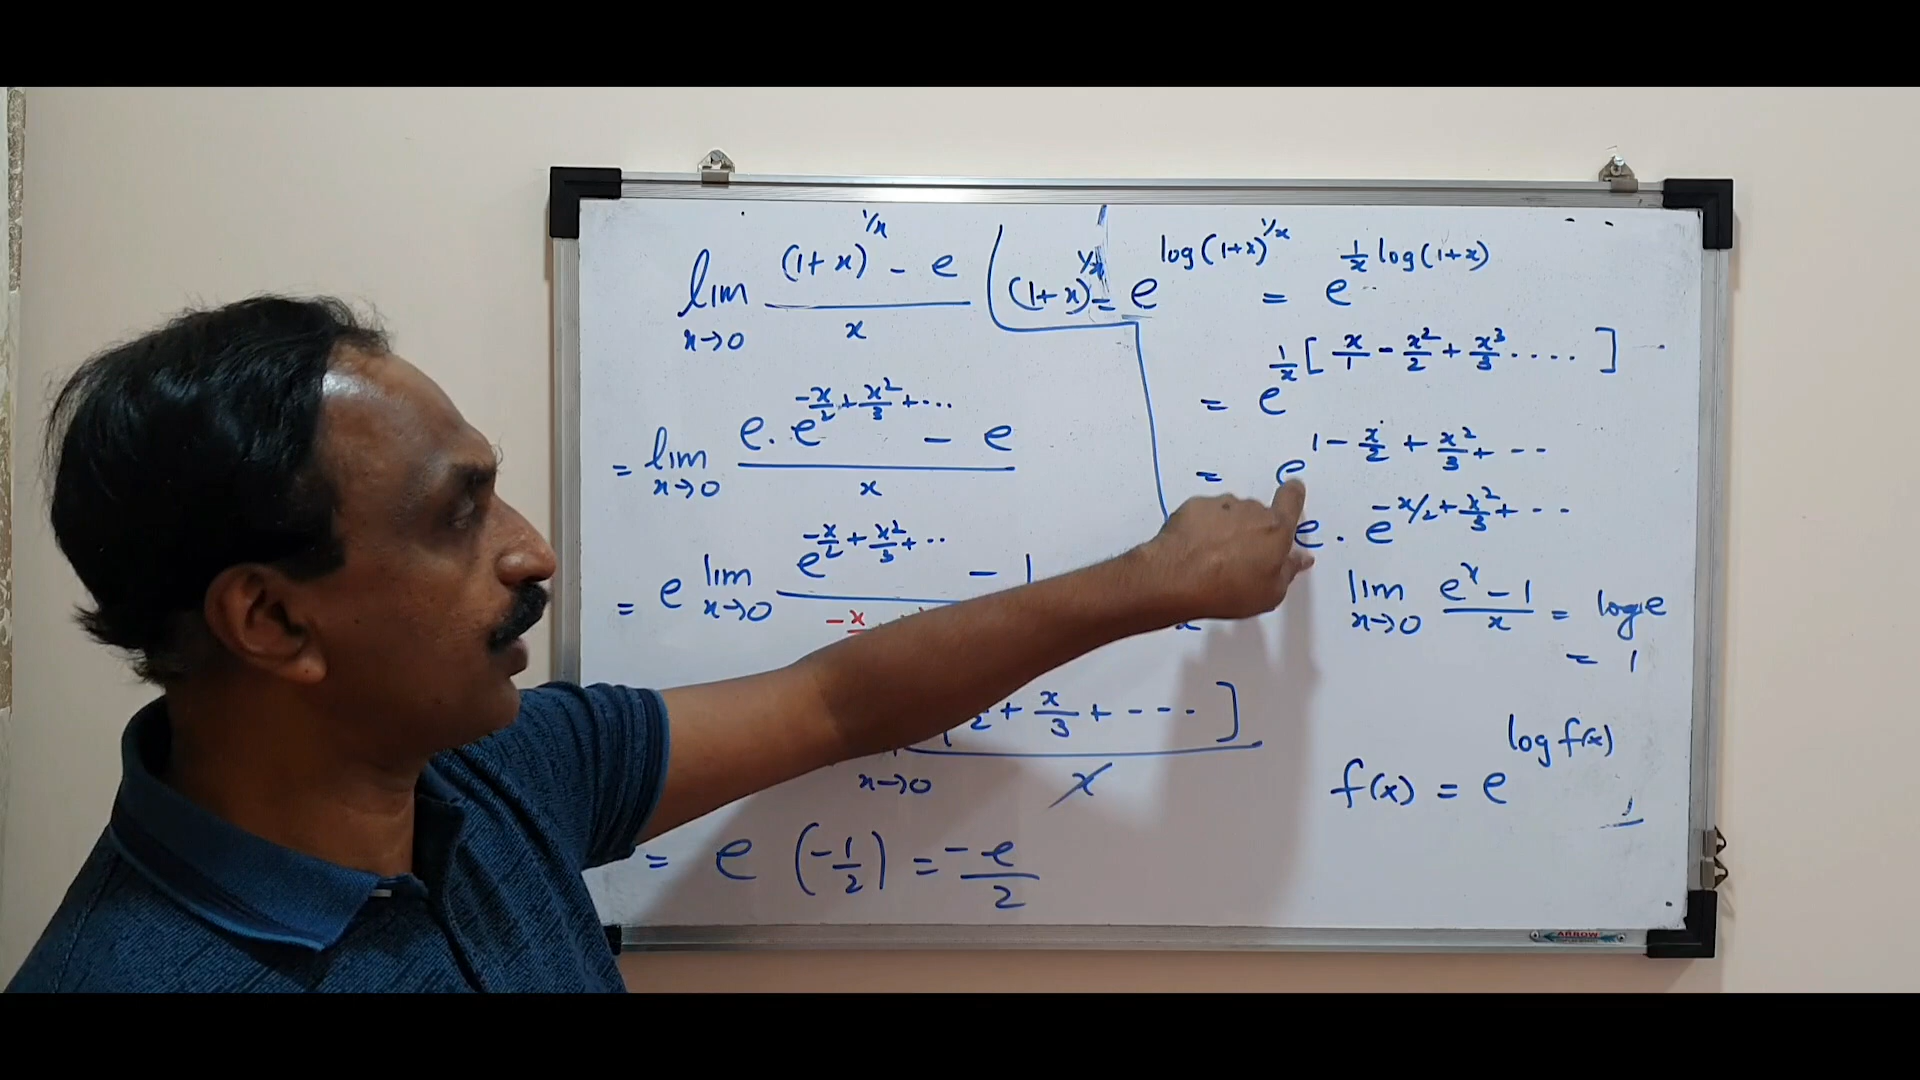 lim x→0 ((1+x)^(1/x) - e) / x
= lim x→0 (e.e^(-x/2 + x²/3 + ...) - e) / x
= e lim x→0 e^(-x/2 + x²/3 + ..) - 1
-x
2 + x/3 + ---- ]
x→0 x
= e (-1/2) = -e/2
(1+x)^(1/x) = e^(log(1+x)^(1/x)) = e^(1/x log(1+x))
= e^(1/x [x/1 - x²/2 + x³/3 ....])
= e^(1 - x/2 + x²/3 + ---)
e . e^(-x/2 + x²/3 + ---)
lim x→0 (e^x - 1) / x = log e
= 1
f(x) = e^(log f(x))
ARROW